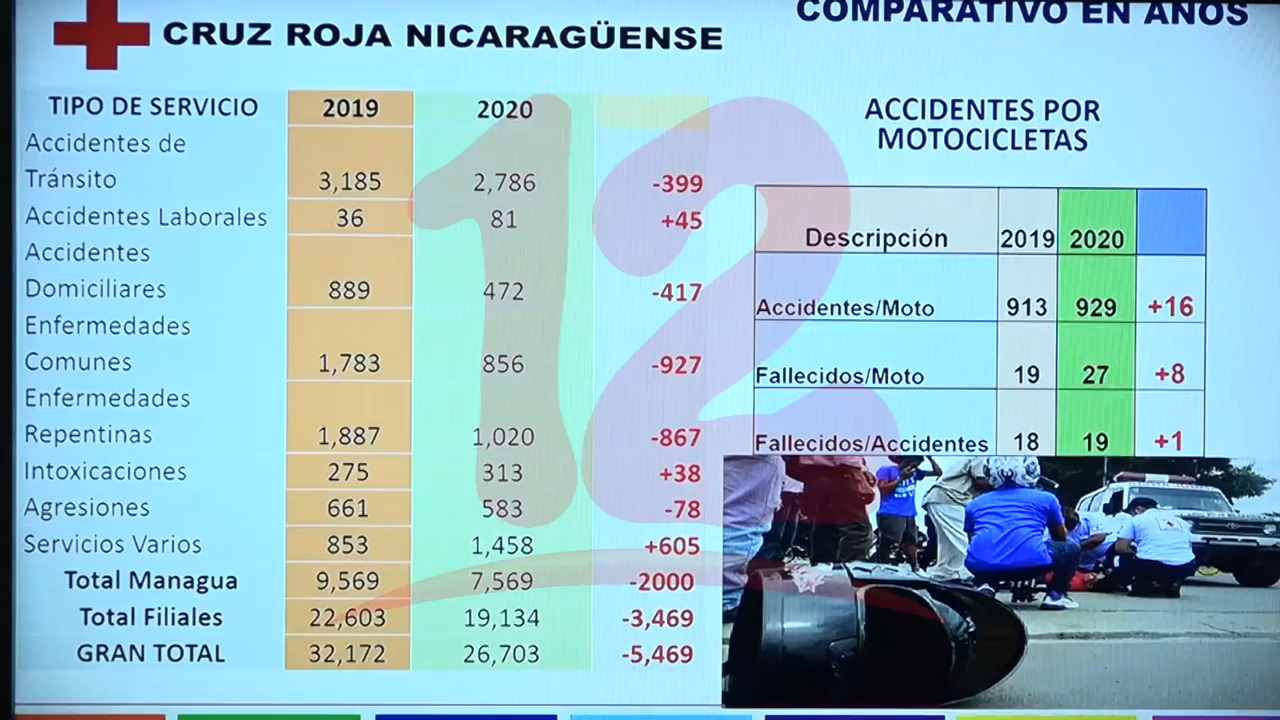 CRUZ ROJA NICARAGÜENSE
COMPARATIVO EN AÑOS
TIPO DE SERVICIO 2019 2020
Accidentes de
Tránsito 3,185 2,786 -399
Accidentes Laborales 36 81 +45
Accidentes
Domiciliares 889 472 -417
Enfermedades
Comunes 1,783 856 -927
Enfermedades
Repentinas 1,887 1,020 -867
Intoxicaciones 275 313 +38
Agresiones 661 583 -78
Servicios Varios 853 1,458 +605
Total Managua 9,569 7,569 -2000
Total Filiales 22,603 19,134 -3,469
GRAN TOTAL 32,172 26,703 -5,469
12
ACCIDENTES POR
MOTOCICLETAS
Descripción 2019 2020
Accidentes/Moto 913 929 +16
Fallecidos/Moto 19 27 +8
Fallecidos/Accidentes 18 19 +1